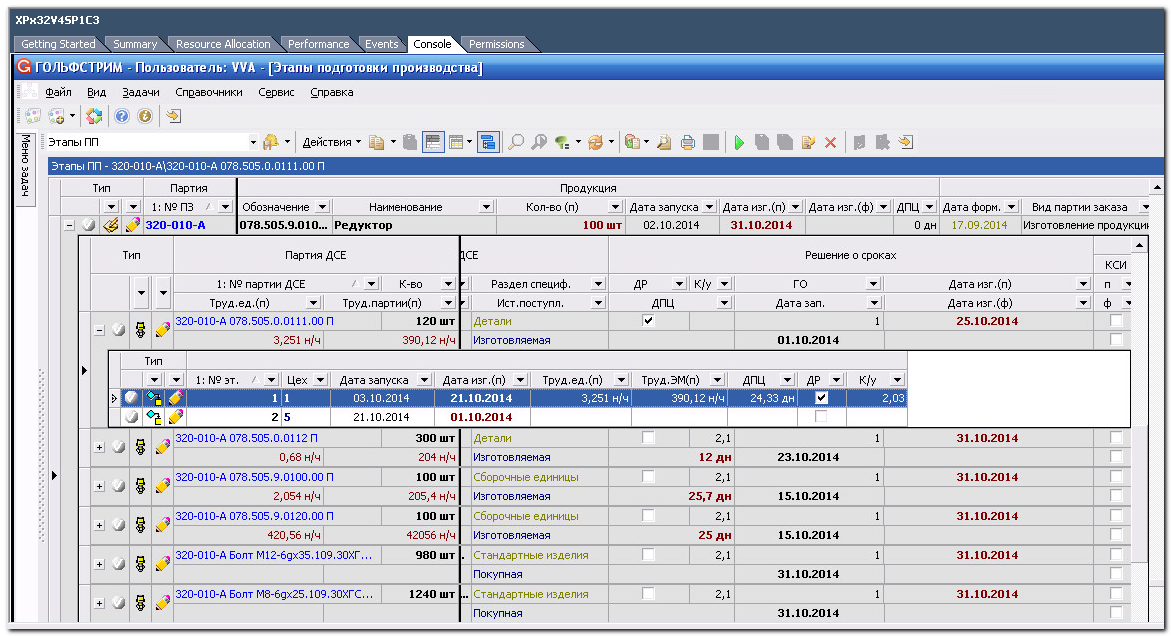 XPx32V4SP1C3
Getting Started Summary Resource Allocation Performance Events Console Permissions
ГОЛЬФСТРИМ - Пользователь: VVA - [Этапы подготовки производства]
Файл Вид Задачи Справочники Сервис Справка
Меню задач
Этапы ПП Действия
Этапы ПП - 320-010-А\320-010-А 078.505.0.0111.00 П
Тип Партия Продукция
1: № ПЗ Обозначение Наименование Кол-во (п) Дата запуска Дата изг.(п) Дата изг.(ф) ДПЦ Дата форм. Вид партии заказа
320-010-А 078.505.9.010... Редуктор 100 шт 02.10.2014 31.10.2014 0 дн 17.09.2014 Изготовление продукции
Тип Партия ДСЕ ДСЕ Решение о сроках КСИ
1: № партии ДСЕ К-во Раздел специф. ДР К/у ГО Дата изг.(п) п
Труд.ед.(п) Труд.партии(п) Ист.поступл. ДПЦ Дата зап. Дата изг.(ф) ф
320-010-А 078.505.0.0111.00 П 120 шт Детали 1 25.10.2014
3,251 н/ч 390,12 н/ч Изготовляемая 01.10.2014
Тип
1: № эт. Цех Дата запуска Дата изг.(п) Труд.ед.(п) Труд.ЭМ(п) ДПЦ ДР К/у
1 1 03.10.2014 21.10.2014 3,251 н/ч 390,12 н/ч 24,33 дн 2,03
2 5 21.10.2014 01.10.2014
320-010-А 078.505.0.0112 П 300 шт Детали 2,1 1 31.10.2014
0,68 н/ч 204 н/ч Изготовляемая 12 дн 23.10.2014
320-010-А 078.505.9.0100.00 П 100 шт Сборочные единицы 2,1 1 31.10.2014
2,054 н/ч 205,4 н/ч Изготовляемая 25,7 дн 15.10.2014
320-010-А 078.505.9.0120.00 П 100 шт Сборочные единицы 2,1 1 31.10.2014
420,56 н/ч 42056 н/ч Изготовляемая 25 дн 15.10.2014
320-010-А Болт М12-6gx35.109.30ХГ... 980 шт ... Стандартные изделия 2,1 1 31.10.2014
Покупная 31.10.2014
320-010-А Болт М8-6gx25.109.30ХГС... 1240 шт ... Стандартные изделия 2,1 1 31.10.2014
Покупная 31.10.2014